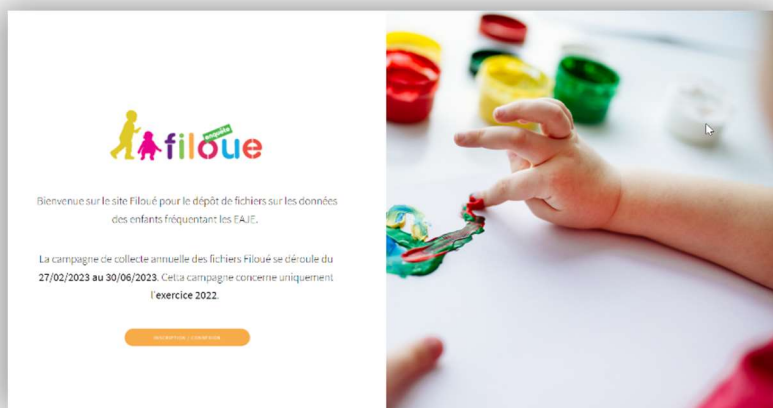 enquête
filoue
Bienvenue sur le site Filoué pour le dépôt de fichiers sur les données
des enfants fréquentant les EAJE.
La campagne de collecte annuelle des fichiers Filoué se déroule du
27/02/2023 au 30/06/2023. Cette campagne concerne uniquement
l'exercice 2022.
INSCRIPTION / CONNEXION